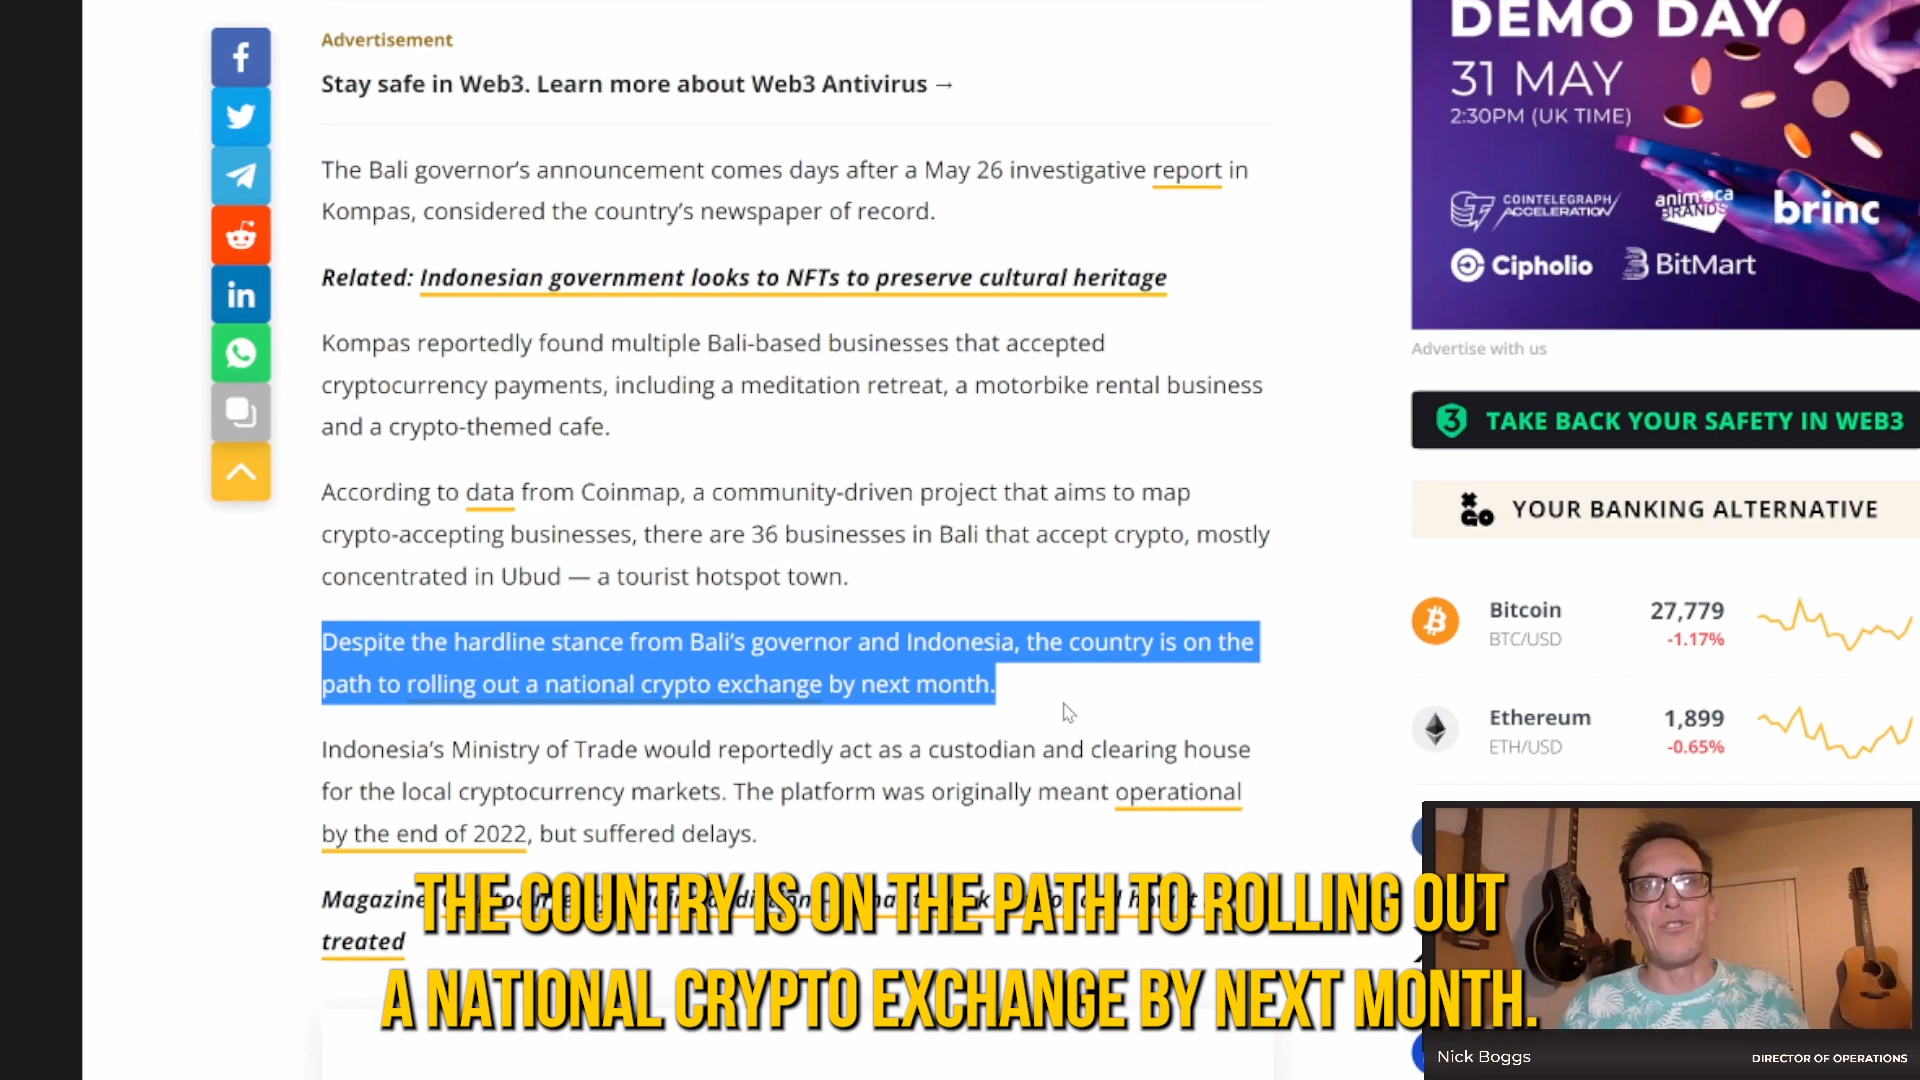 Advertisement
Stay safe in Web3. Learn more about Web3 Antivirus →
The Bali governor's announcement comes days after a May 26 investigative report in
Kompas, considered the country's newspaper of record.
Related: Indonesian government looks to NFTs to preserve cultural heritage
Kompas reportedly found multiple Bali-based businesses that accepted
cryptocurrency payments, including a meditation retreat, a motorbike rental business
and a crypto-themed cafe.
According to data from Coinmap, a community-driven project that aims to map
crypto-accepting businesses, there are 36 businesses in Bali that accept crypto, mostly
concentrated in Ubud — a tourist hotspot town.
Despite the hardline stance from Bali's governor and Indonesia, the country is on the
path to rolling out a national crypto exchange by next month.
Indonesia's Ministry of Trade would reportedly act as a custodian and clearing house
for the local cryptocurrency markets. The platform was originally meant operational
by the end of 2022, but suffered delays.
Magazine
treated
THE COUNTRY IS ON THE PATH TO ROLLING OUT
A NATIONAL CRYPTO EXCHANGE BY NEXT MONTH.
DEMO DAY
31 MAY
2:30PM (UK TIME)
COINTELEGRAPH
ACCELERATION
animoca
BRANDS
brinc
Cipholio
BitMart
Advertise with us
TAKE BACK YOUR SAFETY IN WEB3
GO
YOUR BANKING ALTERNATIVE
Bitcoin 27,779
BTC/USD -1.17%
Ethereum 1,899
ETH/USD -0.65%
Nick Boggs
DIRECTOR OF OPERATIONS